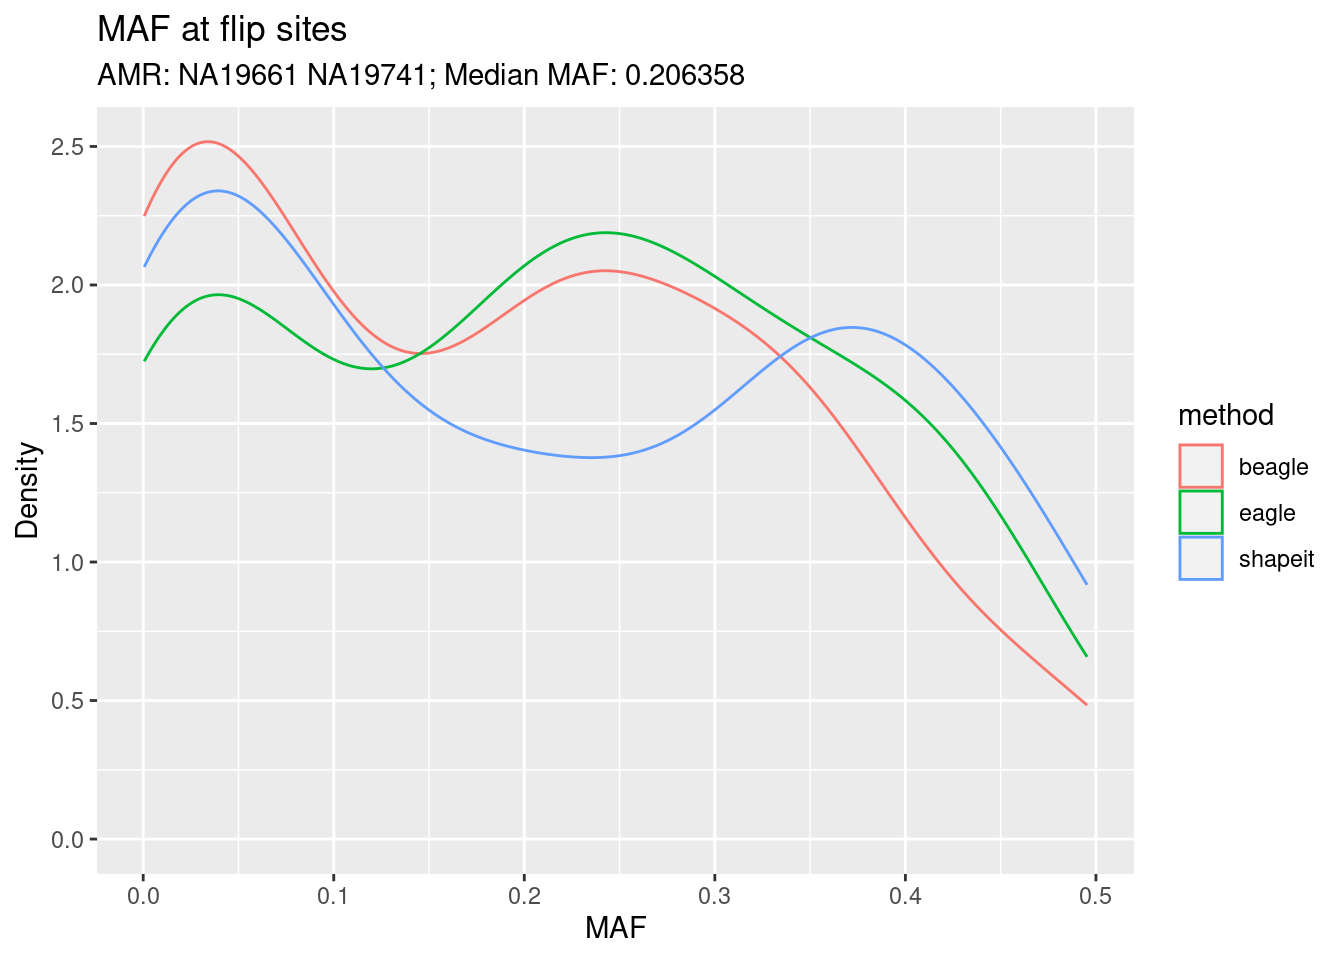 MAF at flip sites
AMR: NA19661 NA19741; Median MAF: 0.206358
2.5
2.0
1.5
1.0
0.5
0.0
Density
0.0 0.1 0.2 0.3 0.4 0.5
MAF
method
beagle
eagle
shapeit